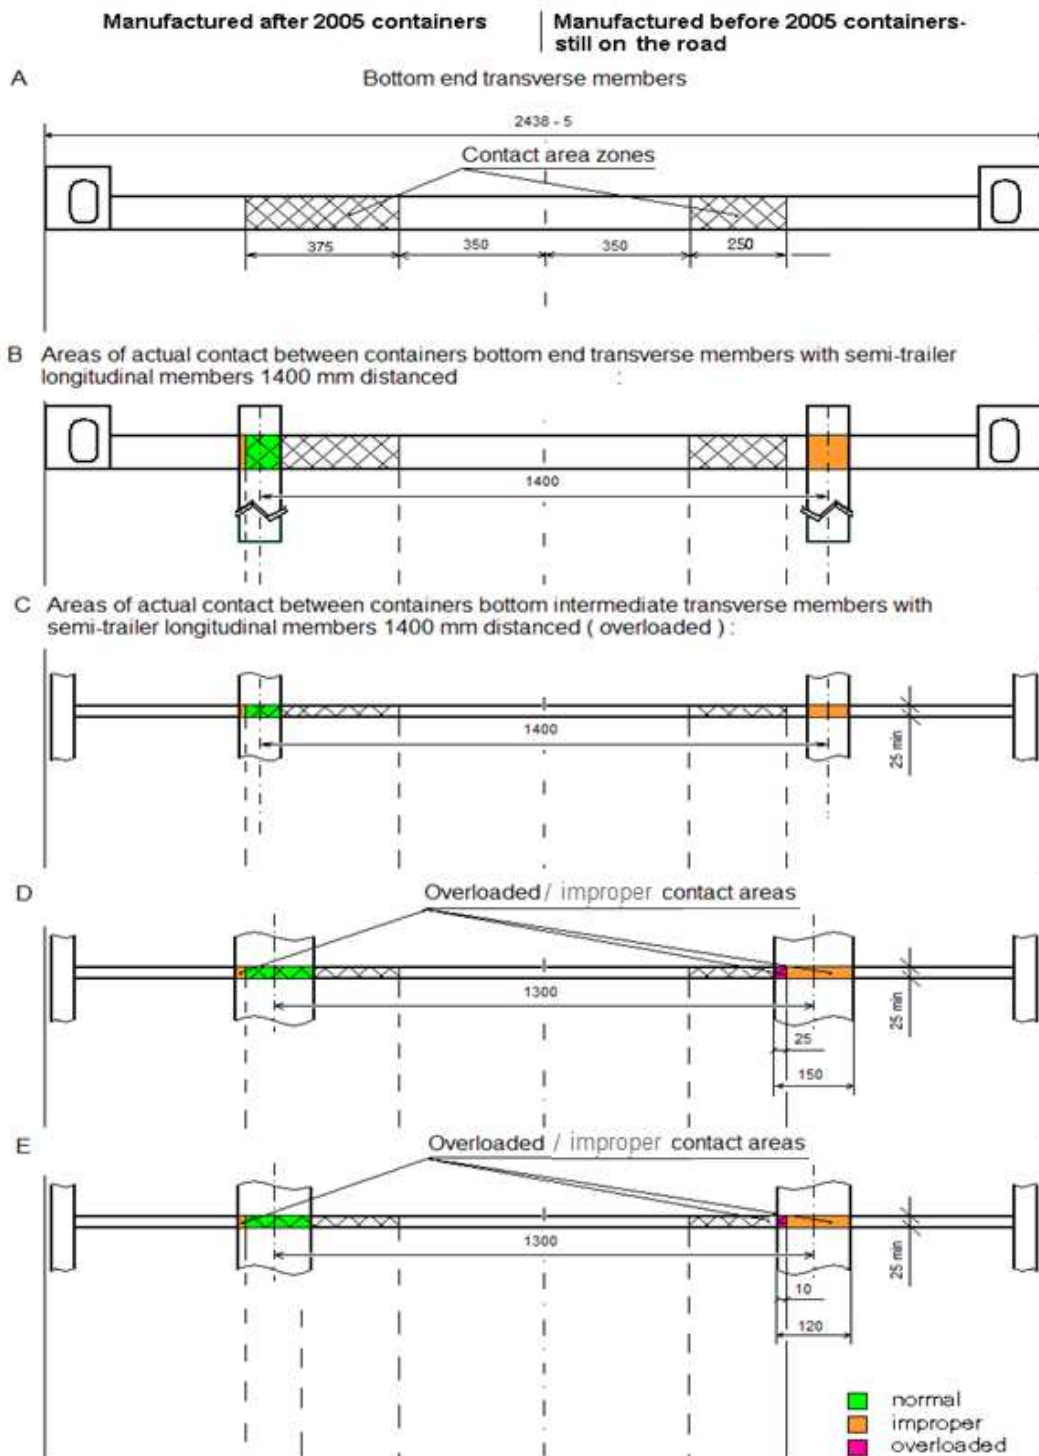 Manufactured after 2005 containers
Manufactured before 2005 containers-
still on the road
A
Bottom end transverse members
2438 - 5
Contact area zones
375
350
350
250
B Areas of actual contact between containers bottom end transverse members with semi-trailer
longitudinal members 1400 mm distanced :
1400
C Areas of actual contact between containers bottom intermediate transverse members with
semi-trailer longitudinal members 1400 mm distanced ( overloaded ) :
1400
25 min
D
Overloaded / improper contact areas
1300
25 min
25
150
E
Overloaded / improper contact areas
1300
25 min
10
120
normal
improper
overloaded